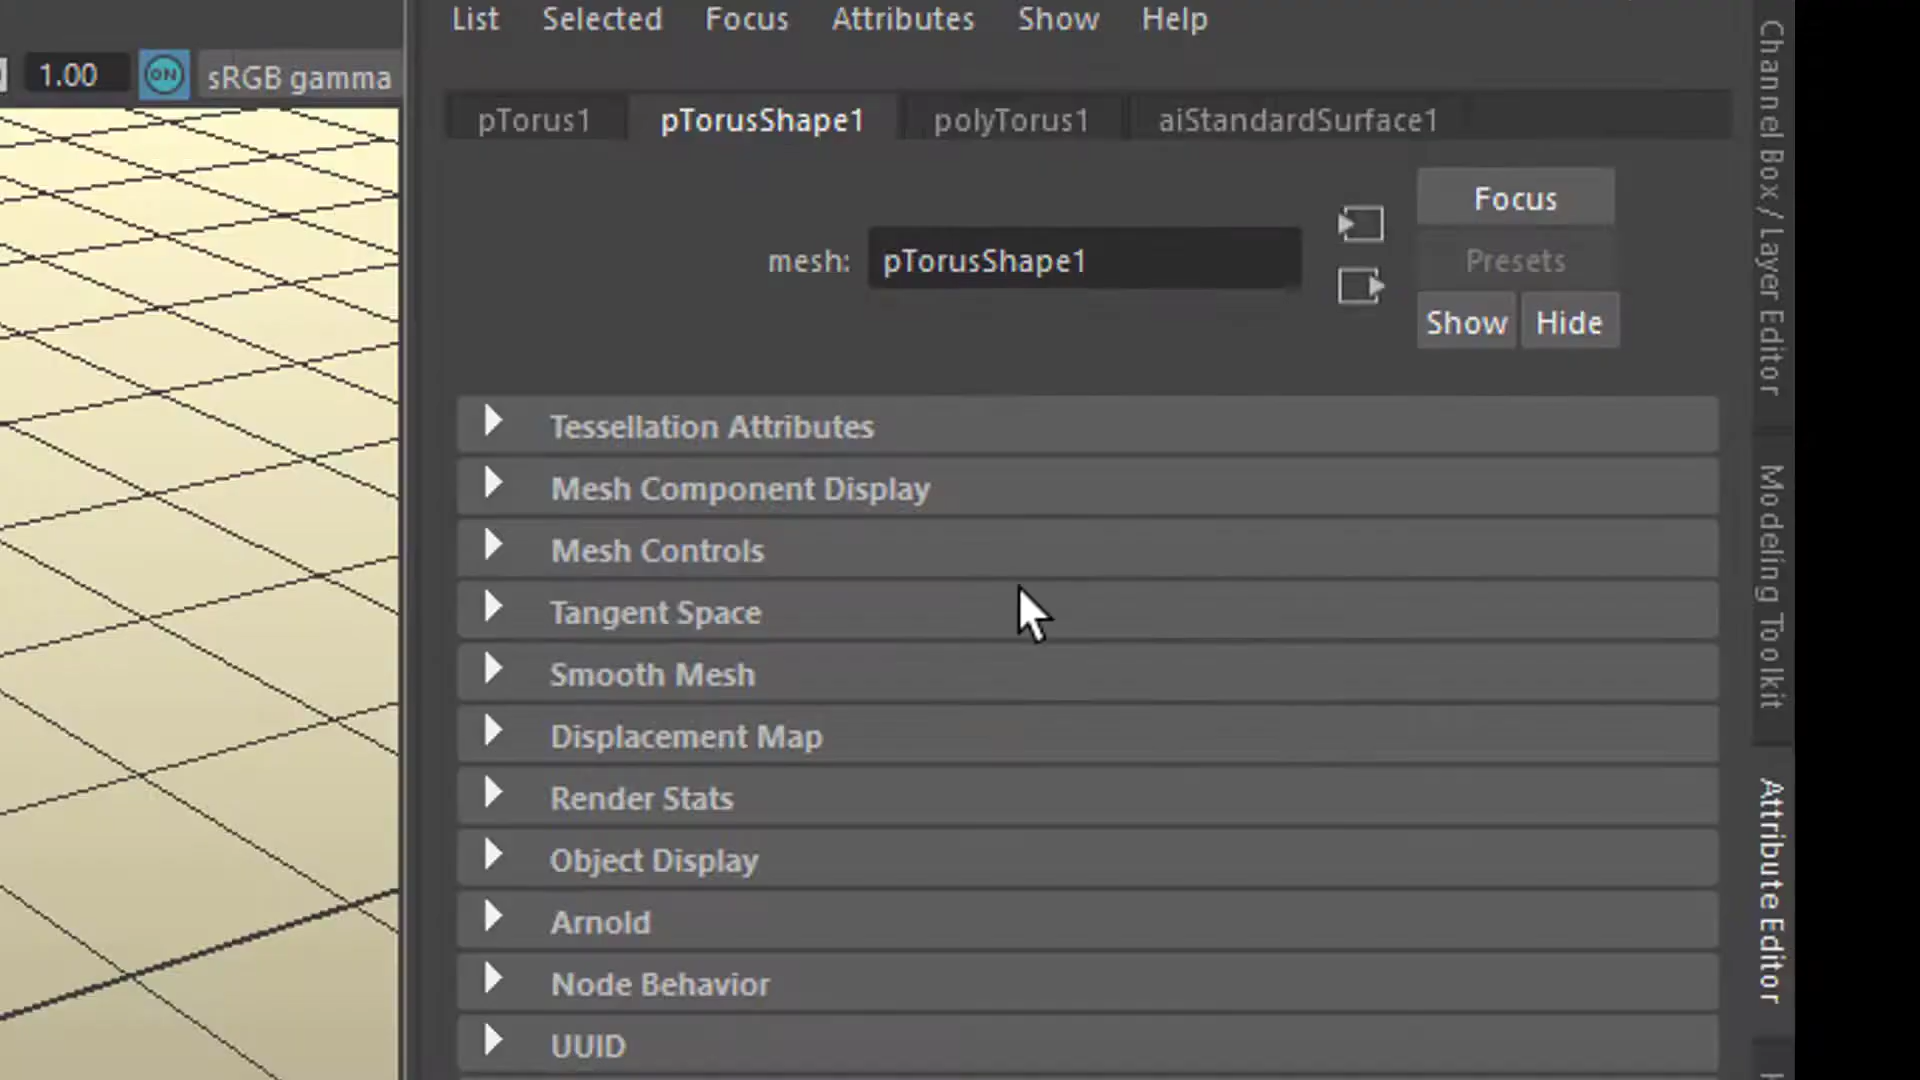 List Selected Focus Attributes Show Help
1.00 ON sRGB gamma
pTorus1 pTorusShape1 polyTorus1 aiStandardSurface1
Focus
mesh: pTorusShape1
Presets
Show Hide
Tessellation Attributes
Mesh Component Display
Mesh Controls
Tangent Space
Smooth Mesh
Displacement Map
Render Stats
Object Display
Arnold
Node Behavior
UUID
Channel Box / Layer Editor
Modeling Toolkit
Attribute Editor